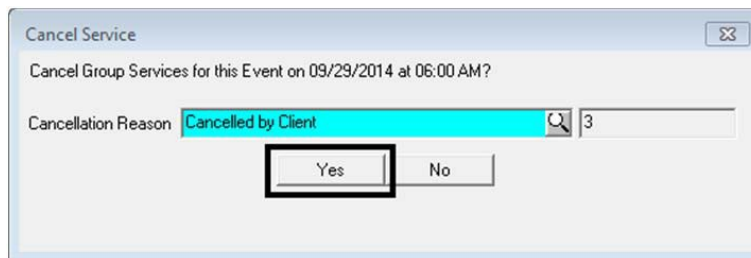 Cancel Service
Cancel Group Services for this Event on 09/29/2014 at 06:00 AM?
Cancellation Reason Cancelled by Client 3
Yes No